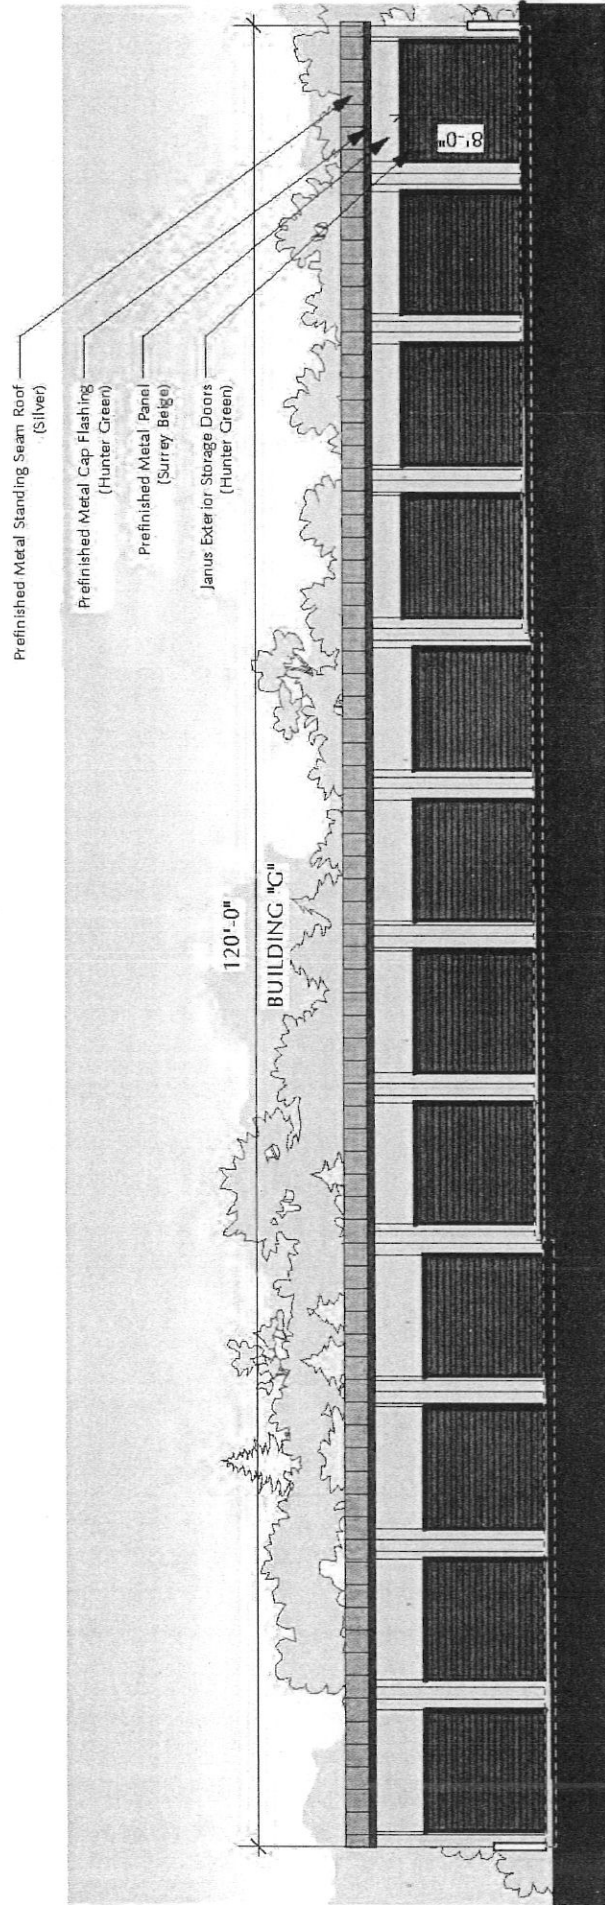 Prefinished Metal Standing Seam Roof
(Silver)
Prefinished Metal Cap Flashing
(Hunter Green)
Prefinished Metal Panel
(Surrey Beige)
Janus Exterior Storage Doors
(Hunter Green)
120'-0"
BUILDING "G"
8'-0"